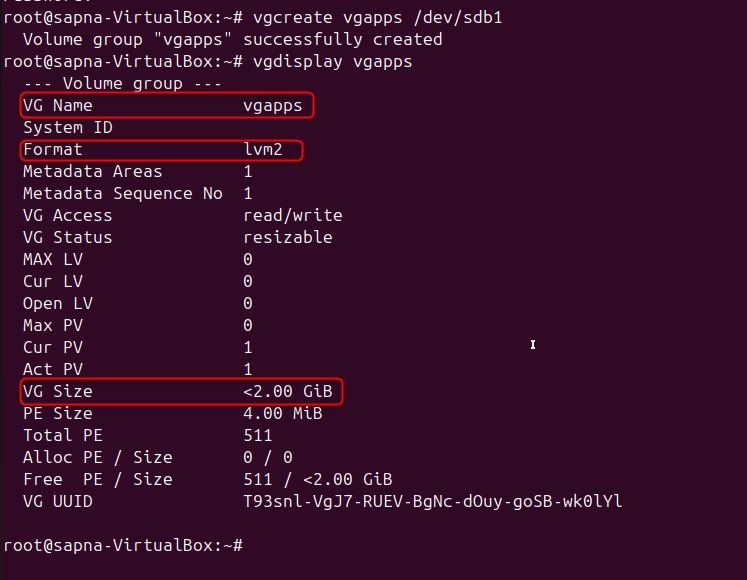 root@sapna-VirtualBox:~# vgcreate vgapps /dev/sdb1
  Volume group "vgapps" successfully created
root@sapna-VirtualBox:~# vgdisplay vgapps
  --- Volume group ---
  VG Name               vgapps
  System ID
  Format                lvm2
  Metadata Areas        1
  Metadata Sequence No  1
  VG Access             read/write
  VG Status             resizable
  MAX LV                0
  Cur LV                0
  Open LV               0
  Max PV                0
  Cur PV                1
  Act PV                1
  VG Size               <2.00 GiB
  PE Size               4.00 MiB
  Total PE              511
  Alloc PE / Size       0 / 0
  Free  PE / Size       511 / <2.00 GiB
  VG UUID               T93snl-VgJ7-RUEV-BgNc-dOuy-goSB-wk0lYl
root@sapna-VirtualBox:~#